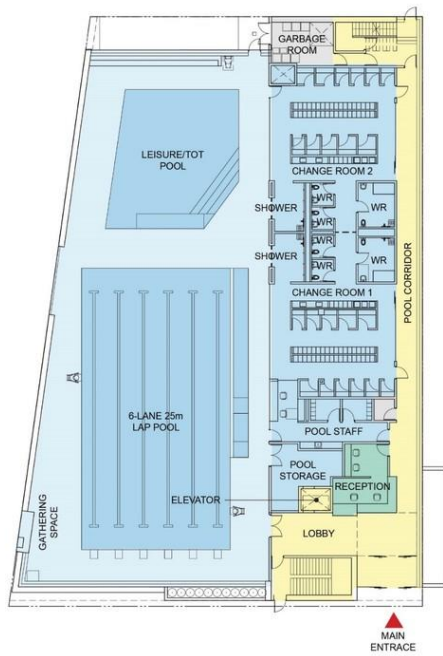 GARBAGE
ROOM
LEISURE/TOT
POOL
CHANGE ROOM 2
SHOWER
WR
WR
WR
SHOWER
WR
WR
WR
CHANGE ROOM 1
POOL CORRIDOR
6-LANE 25m
LAP POOL
POOL STAFF
POOL
STORAGE
RECEPTION
ELEVATOR
GATHERING
SPACE
LOBBY
MAIN
ENTRACE